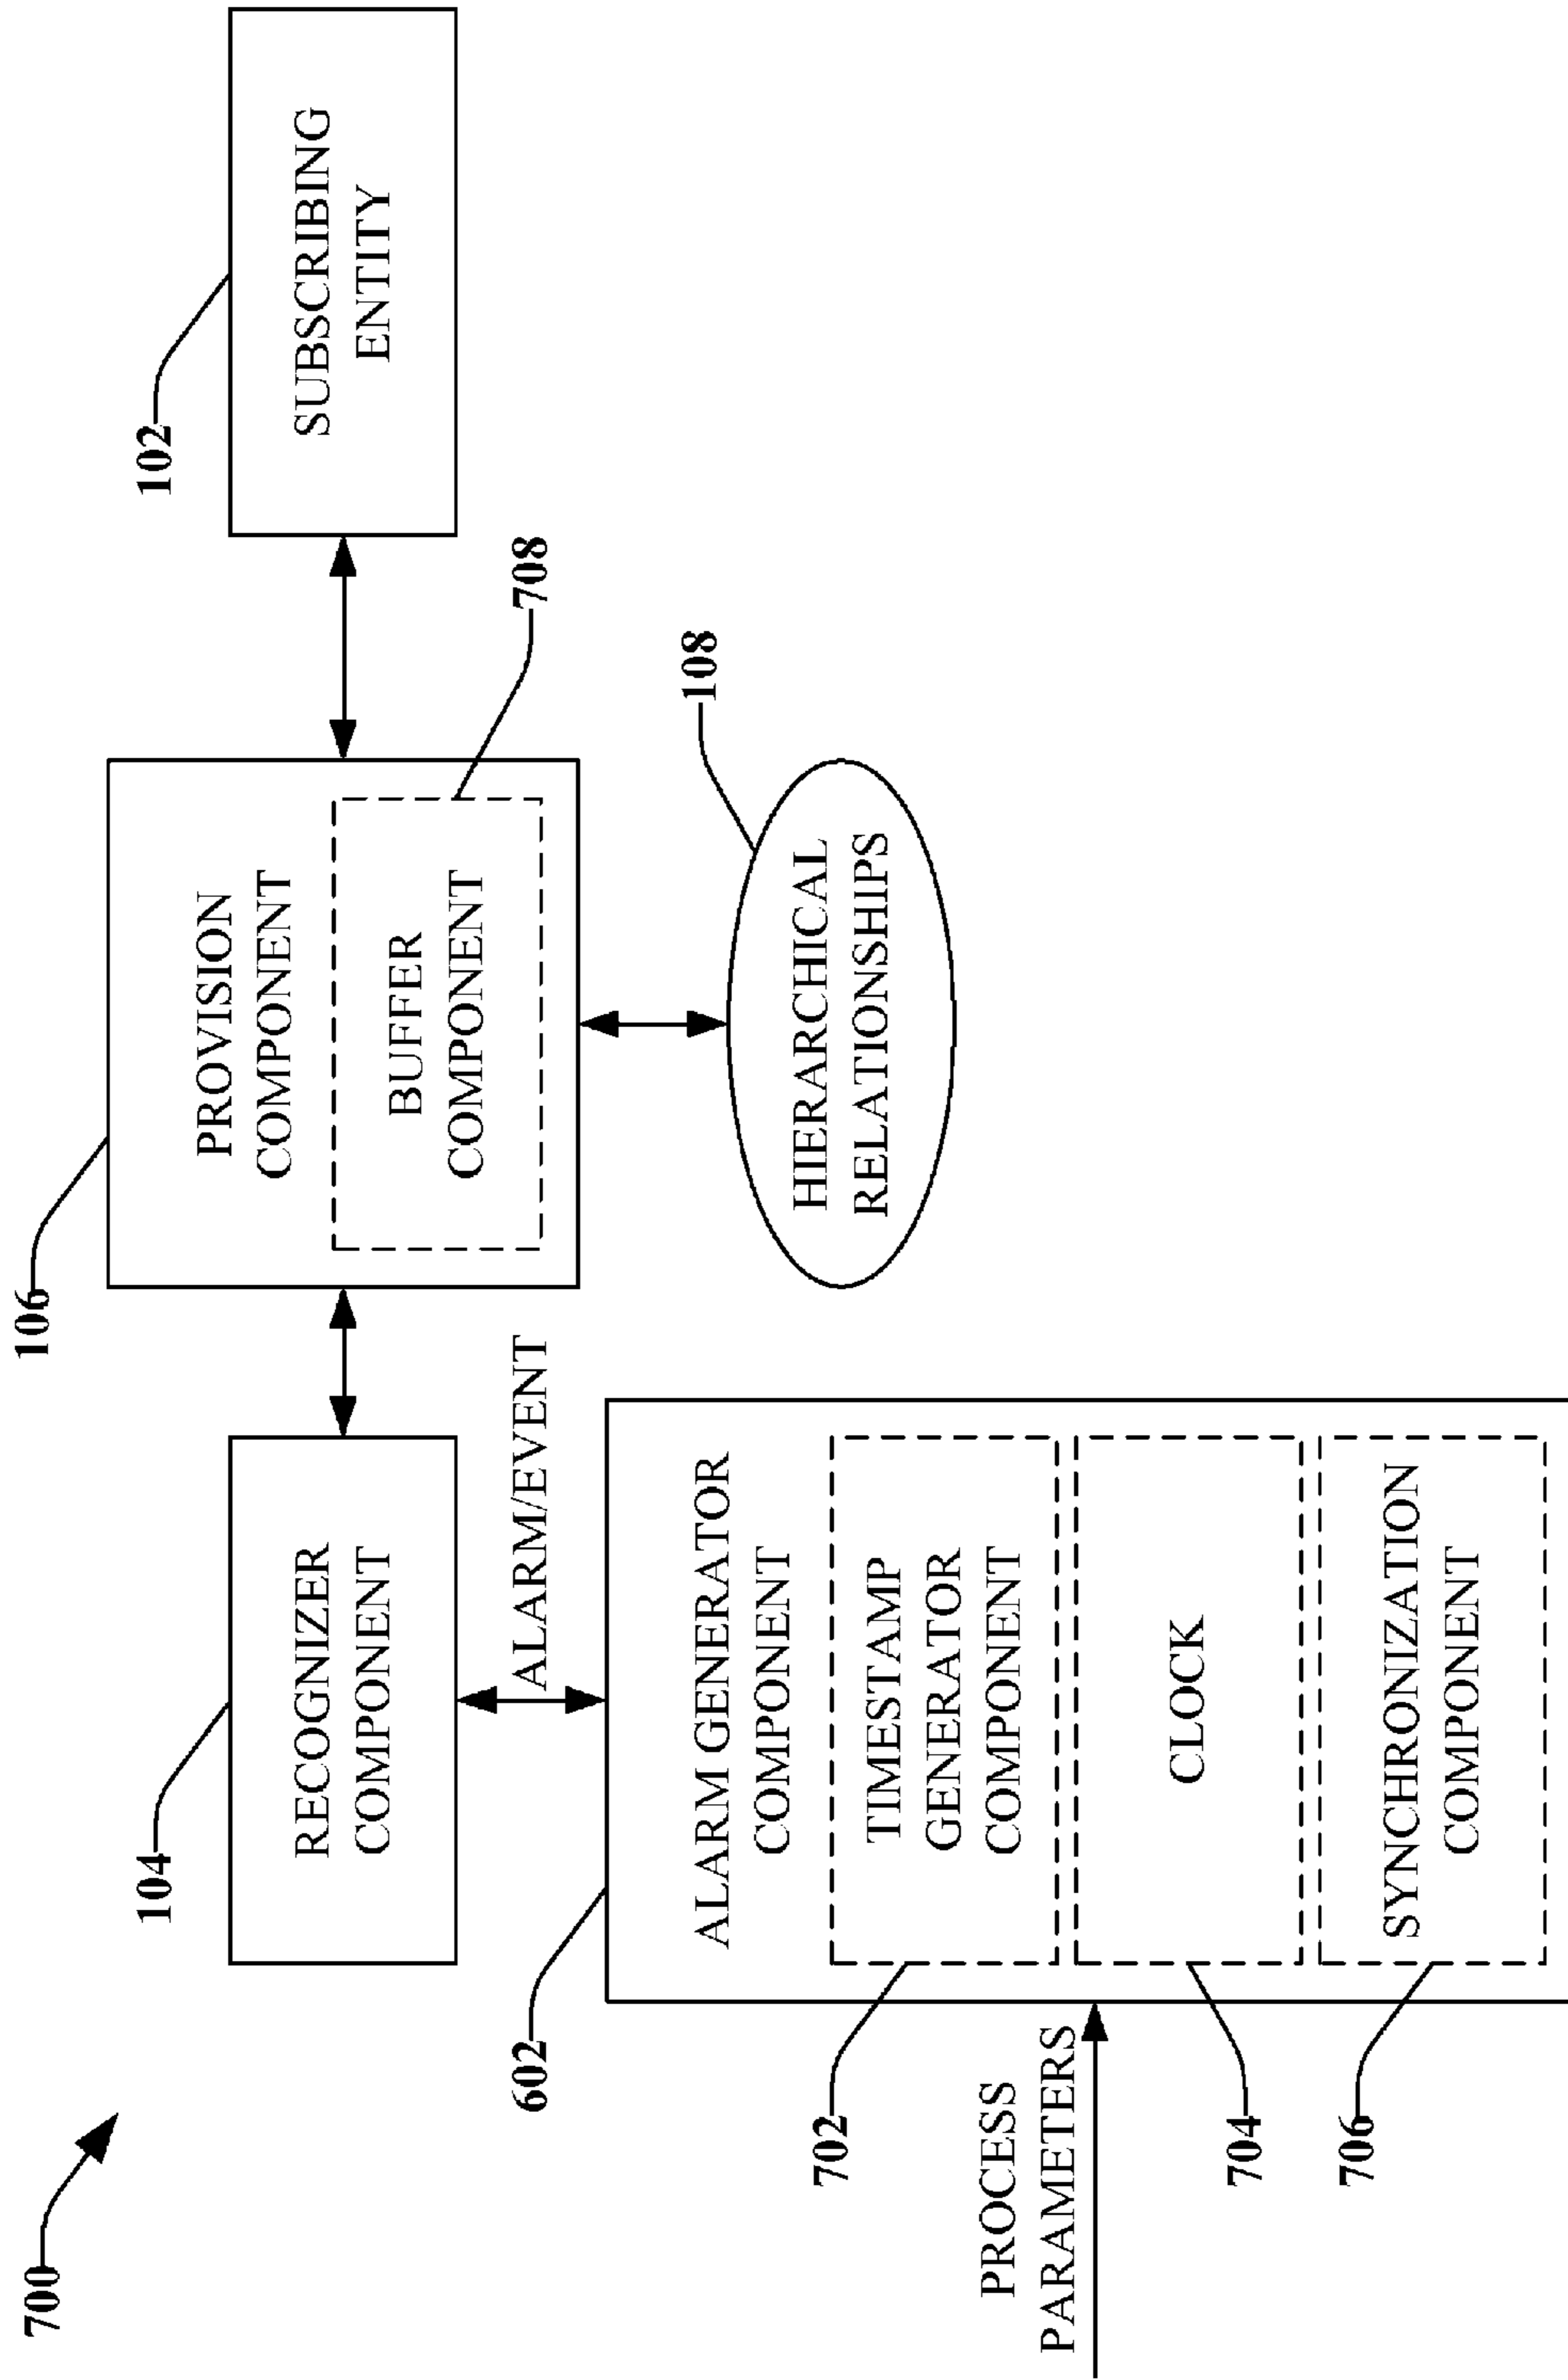 700
106
102
104
PROVISION
COMPONENT
SUBSCRIBING
ENTITY
RECOGNIZER
COMPONENT
BUFFER
COMPONENT
708
ALARM/EVENT
602
108
ALARM GENERATOR
COMPONENT
HIERARCHICAL
RELATIONSHIPS
702
TIMESTAMP
GENERATOR
COMPONENT
PROCESS
PARAMETERS
CLOCK
704
706
SYNCHRONIZATION
COMPONENT